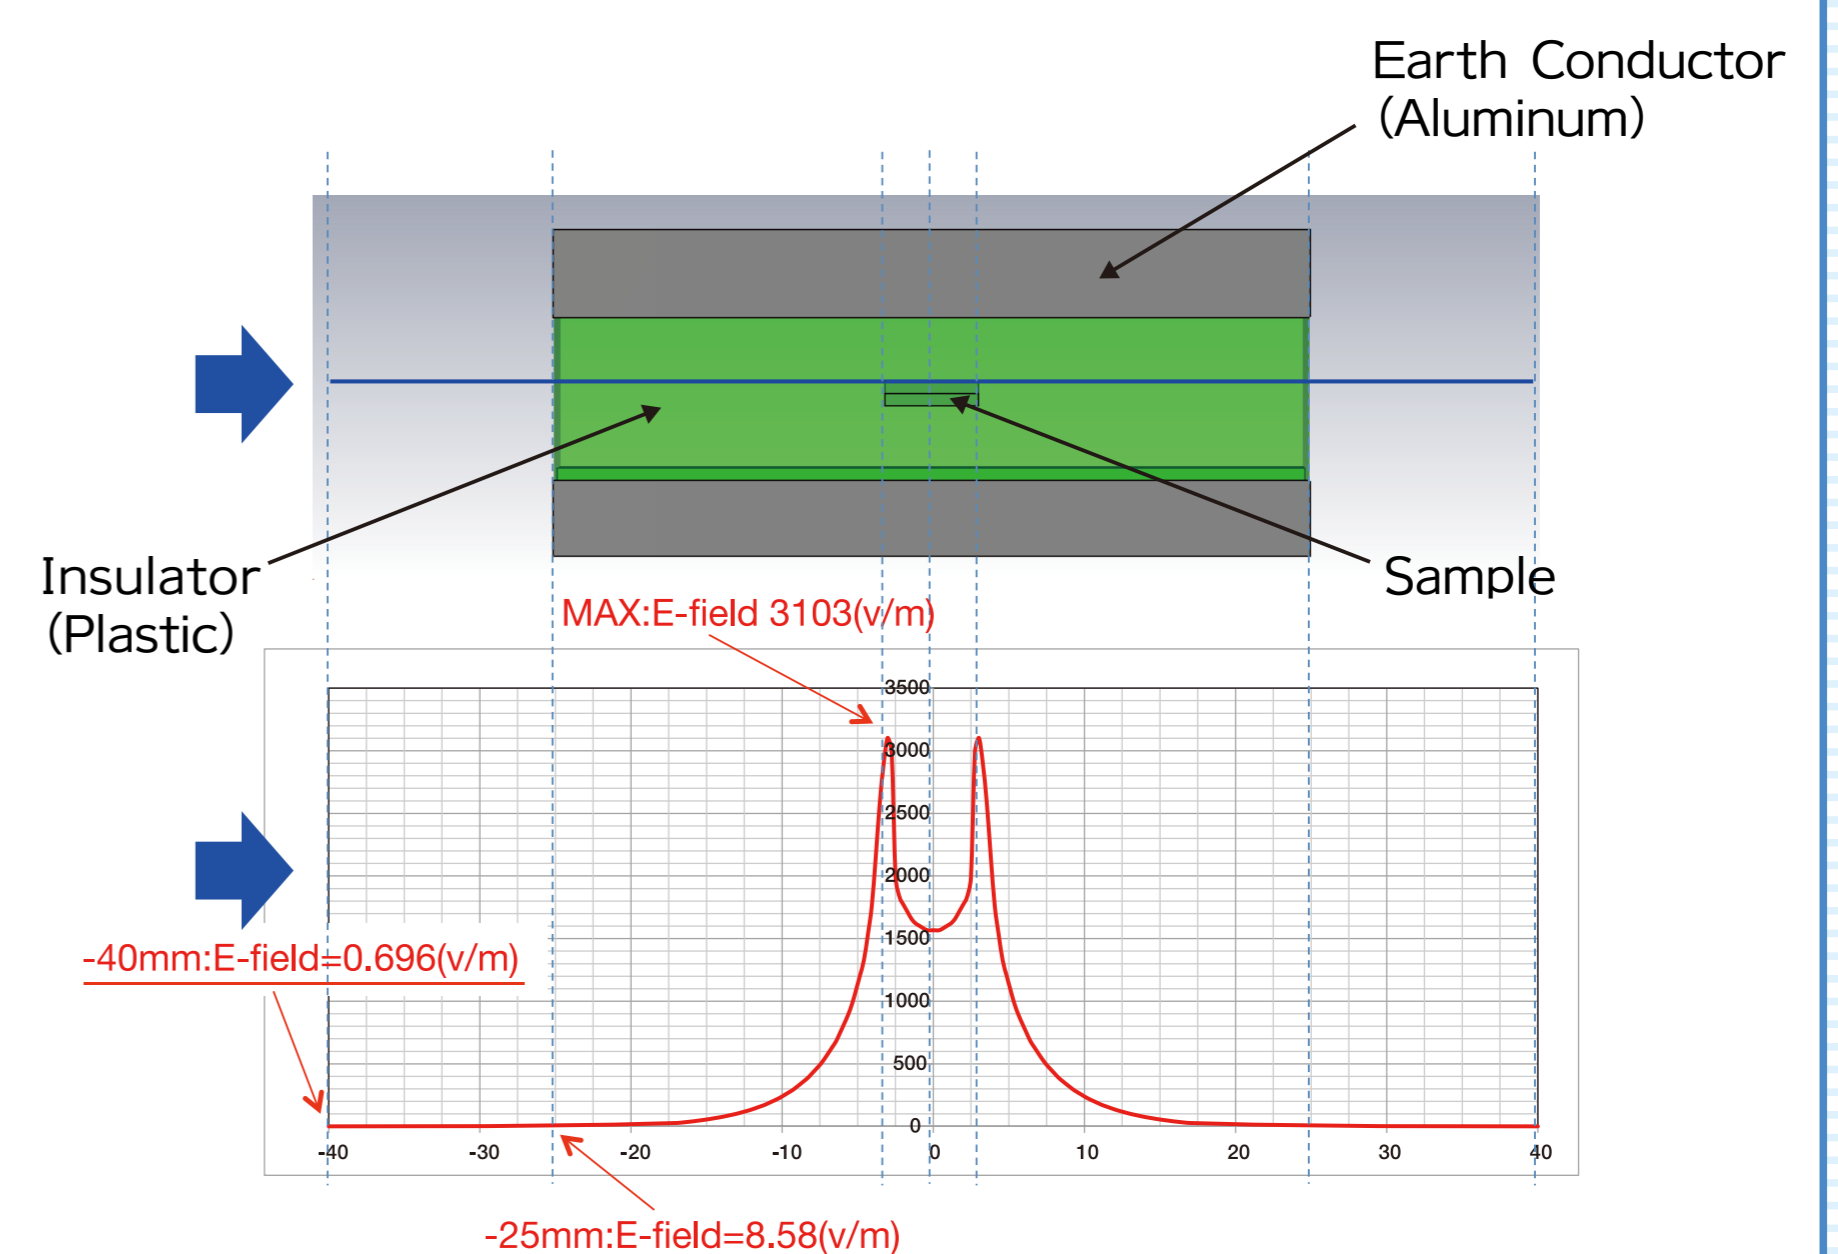 Earth Conductor
(Aluminum)
Insulator
(Plastic)
Sample
MAX:E-field 3103(v/m)
3500
3000
2500
2000
1500
1000
500
0
-40mm:E-field=0.696(v/m)
-40 -30 -20 -10 0 10 20 30 40
-25mm:E-field=8.58(v/m)